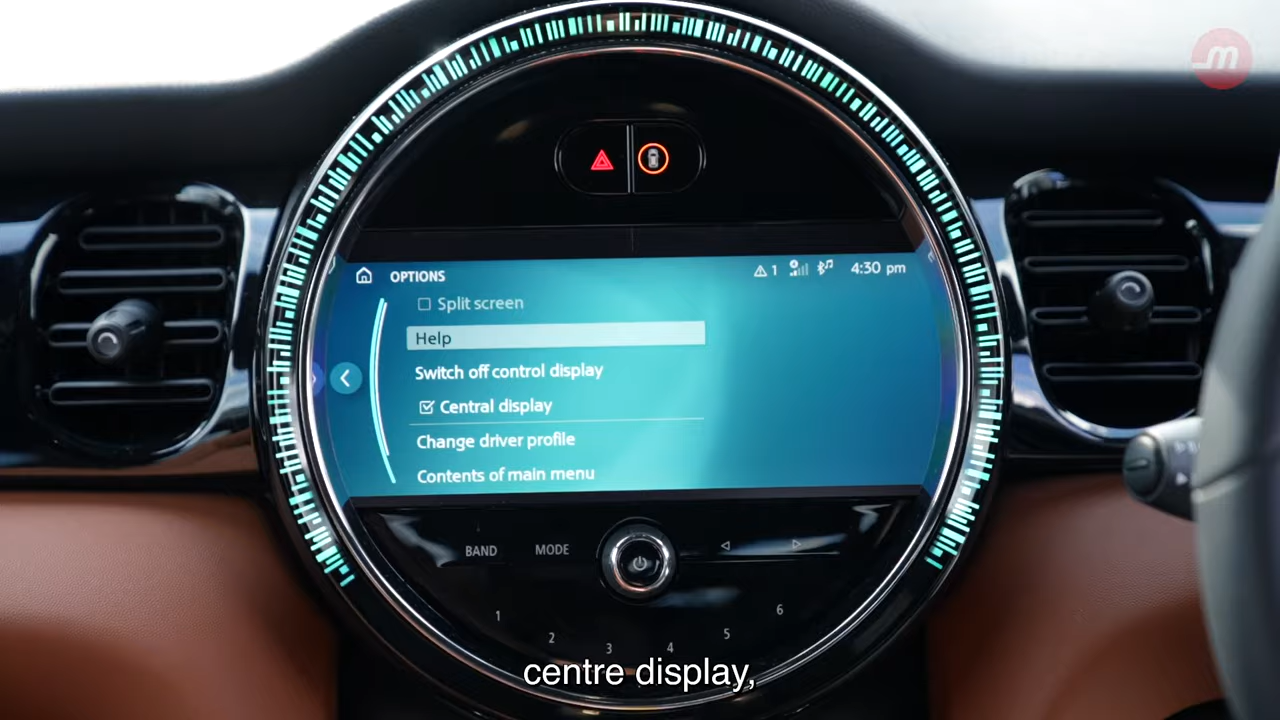 m
OPTIONS
1
4:30 pm
Split screen
Help
Switch off control display
Central display
Change driver profile
Contents of main menu
BAND
MODE
1
2
3
4
5
6
centre display,